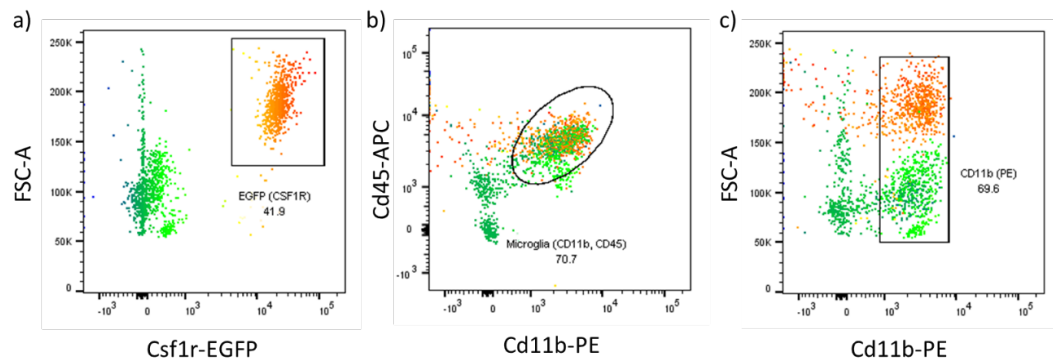 a)
FSC-A
250K
200K
150K
100K
50K
0
EGFP (CSF1R)
41.9
-10³ 0 10³ 10⁴ 10⁵
Csf1r-EGFP
b)
Cd45-APC
10⁵
10⁴
10³
0
-10³
Microglia (CD11b, CD45)
70.7
-10³ 0 10³ 10⁴ 10⁵
Cd11b-PE
c)
FSC-A
250K
200K
150K
100K
50K
0
CD11b (PE)
69.6
-10³ 0 10³ 10⁴ 10⁵
Cd11b-PE